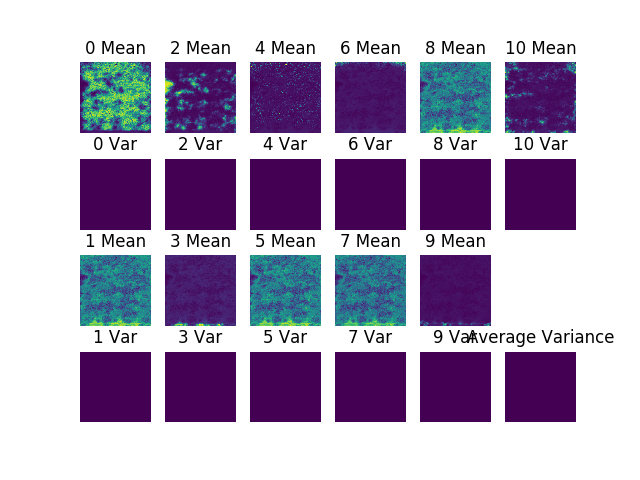 0 Mean 2 Mean 4 Mean 6 Mean 8 Mean 10 Mean
0 Var 2 Var 4 Var 6 Var 8 Var 10 Var
1 Mean 3 Mean 5 Mean 7 Mean 9 Mean
1 Var 3 Var 5 Var 7 Var 9 Var Average Variance